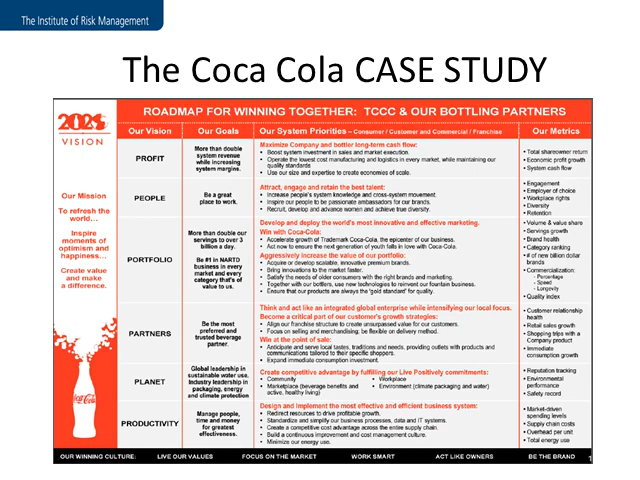 The Institute of Risk Management
The Coca Cola CASE STUDY
VISION
ROADMAP FOR WINNING TOGETHER: TCCC & OUR BOTTLING PARTNERS
Our Vision
Our Goals
Our System Priorities – Consumer / Customer and Commercial / Franchise
Our Metrics
Our Mission
To refresh the
world...
Inspire
moments of
optimism and
happiness...
Create value
and make
a difference.
Coca-Cola
PROFIT
More than double
system revenue
while increasing
system margins.
Maximize Company and bottler long-term cash flow:
• Boost system investment in sales and market execution.
• Operate the lowest cost manufacturing and logistics in every market, while maintaining our
quality standards
• Use our size and expertise to create economies of scale.
• Total shareowner return
• Economic profit growth
• System cash flow
PEOPLE
Be a great
place to work.
Attract, engage and retain the best talent:
• Increase people's system knowledge and cross-system movement.
• Inspire our people to be passionate ambassadors for our brands.
• Recruit, develop and advance women and achieve true diversity.
• Engagement
• Employer of choice
• Workplace rights
• Diversity
• Retention
PORTFOLIO
More than double our
servings to over 3
billion a day.
Be #1 in NARTD
business in every
market and every
category that's of
value to us.
Develop and deploy the world's most innovative and effective marketing.
Win with Coca-Cola:
• Accelerate growth of Trademark Coca-Cola, the epicenter of our business.
• Act now to ensure the next generation of youth falls in love with Coca-Cola.
Aggressively increase the value of our portfolio:
• Acquire or develop scalable, innovative premium brands.
• Bring innovations to the market faster.
• Satisfy the needs of older consumers with the right brands and marketing.
• Together with our bottlers, use new technologies to reinvent our fountain business.
• Ensure that our products are always the 'gold standard' for quality.
• Volume & value share
• Servings growth
• Brand health
• Category ranking
• # of new billion dollar
brands
• Commercialization:
- Percentage
- Speed
- Longevity
• Quality index
PARTNERS
Be the most
preferred and
trusted beverage
partner.
Think and act like an integrated global enterprise while intensifying our local focus.
Become a critical part of our customer's growth strategies:
• Align our franchise structure to create unsurpassed value for our customers.
• Focus on selling and merchandising; be flexible on delivery method.
Win at the point of sale:
• Anticipate and serve local tastes, traditions and needs, providing outlets with products and
communications tailored to their specific shoppers.
• Expand immediate consumption investment.
• Customer relationship
health
• Retail sales growth
• Shopping trips with a
Company product
• Immediate
consumption growth
PLANET
Global leadership in
sustainable water use.
Industry leadership in
packaging, energy
and climate protection
Create competitive advantage by fulfilling our Live Positively commitments:
• Community • Workplace
• Marketplace (beverage benefits and • Environment (climate packaging and water)
active, healthy living)
• Reputation tracking
• Environmental
performance
• Safety record
PRODUCTIVITY
Manage people,
time and money
for greatest
effectiveness.
Design and implement the most effective and efficient business system:
• Redirect resources to drive profitable growth.
• Standardize and simplify our business processes, data and IT systems.
• Create a competitive cost advantage across the entire supply chain.
• Build a continuous improvement and cost management culture.
• Minimize our energy use.
• Market-driven
spending levels
• Supply chain costs
• Overhead per unit
• Total energy use
OUR WINNING CULTURE: LIVE OUR VALUES FOCUS ON THE MARKET WORK SMART ACT LIKE OWNERS BE THE BRAND 1